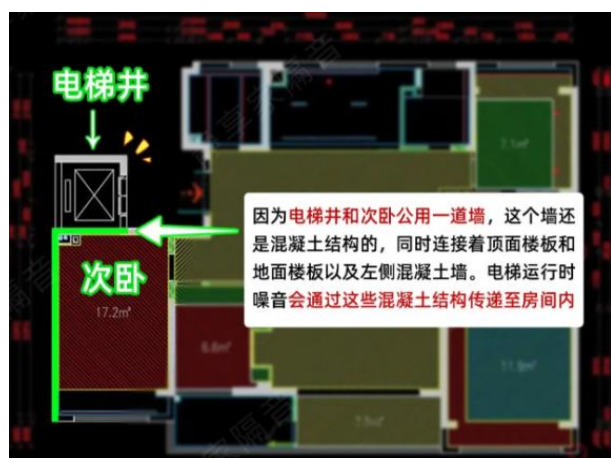 电梯井
7.1㎡
因为电梯井和次卧公用一道墙，这个墙还
是混凝土结构的，同时连接着顶面楼板和
地面楼板以及左侧混凝土墙。电梯运行时
噪音会通过这些混凝土结构传递至房间内
次卧
17.2㎡
6.6㎡
11.9㎡